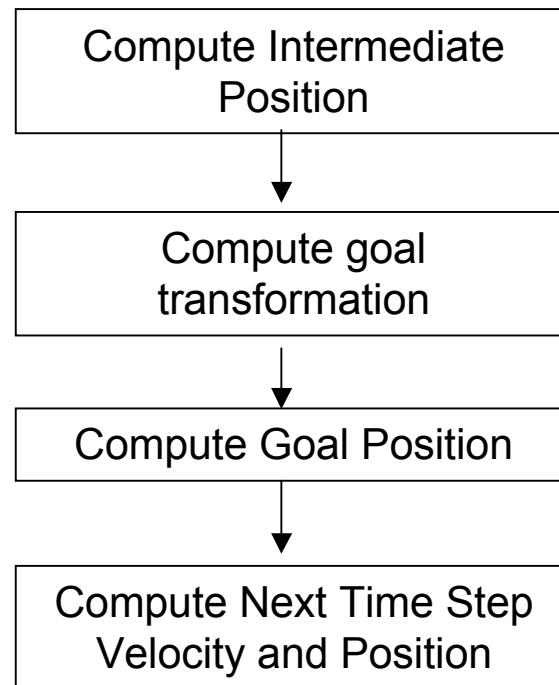 Compute Intermediate
Position
Compute goal
transformation
Compute Goal Position
Compute Next Time Step
Velocity and Position